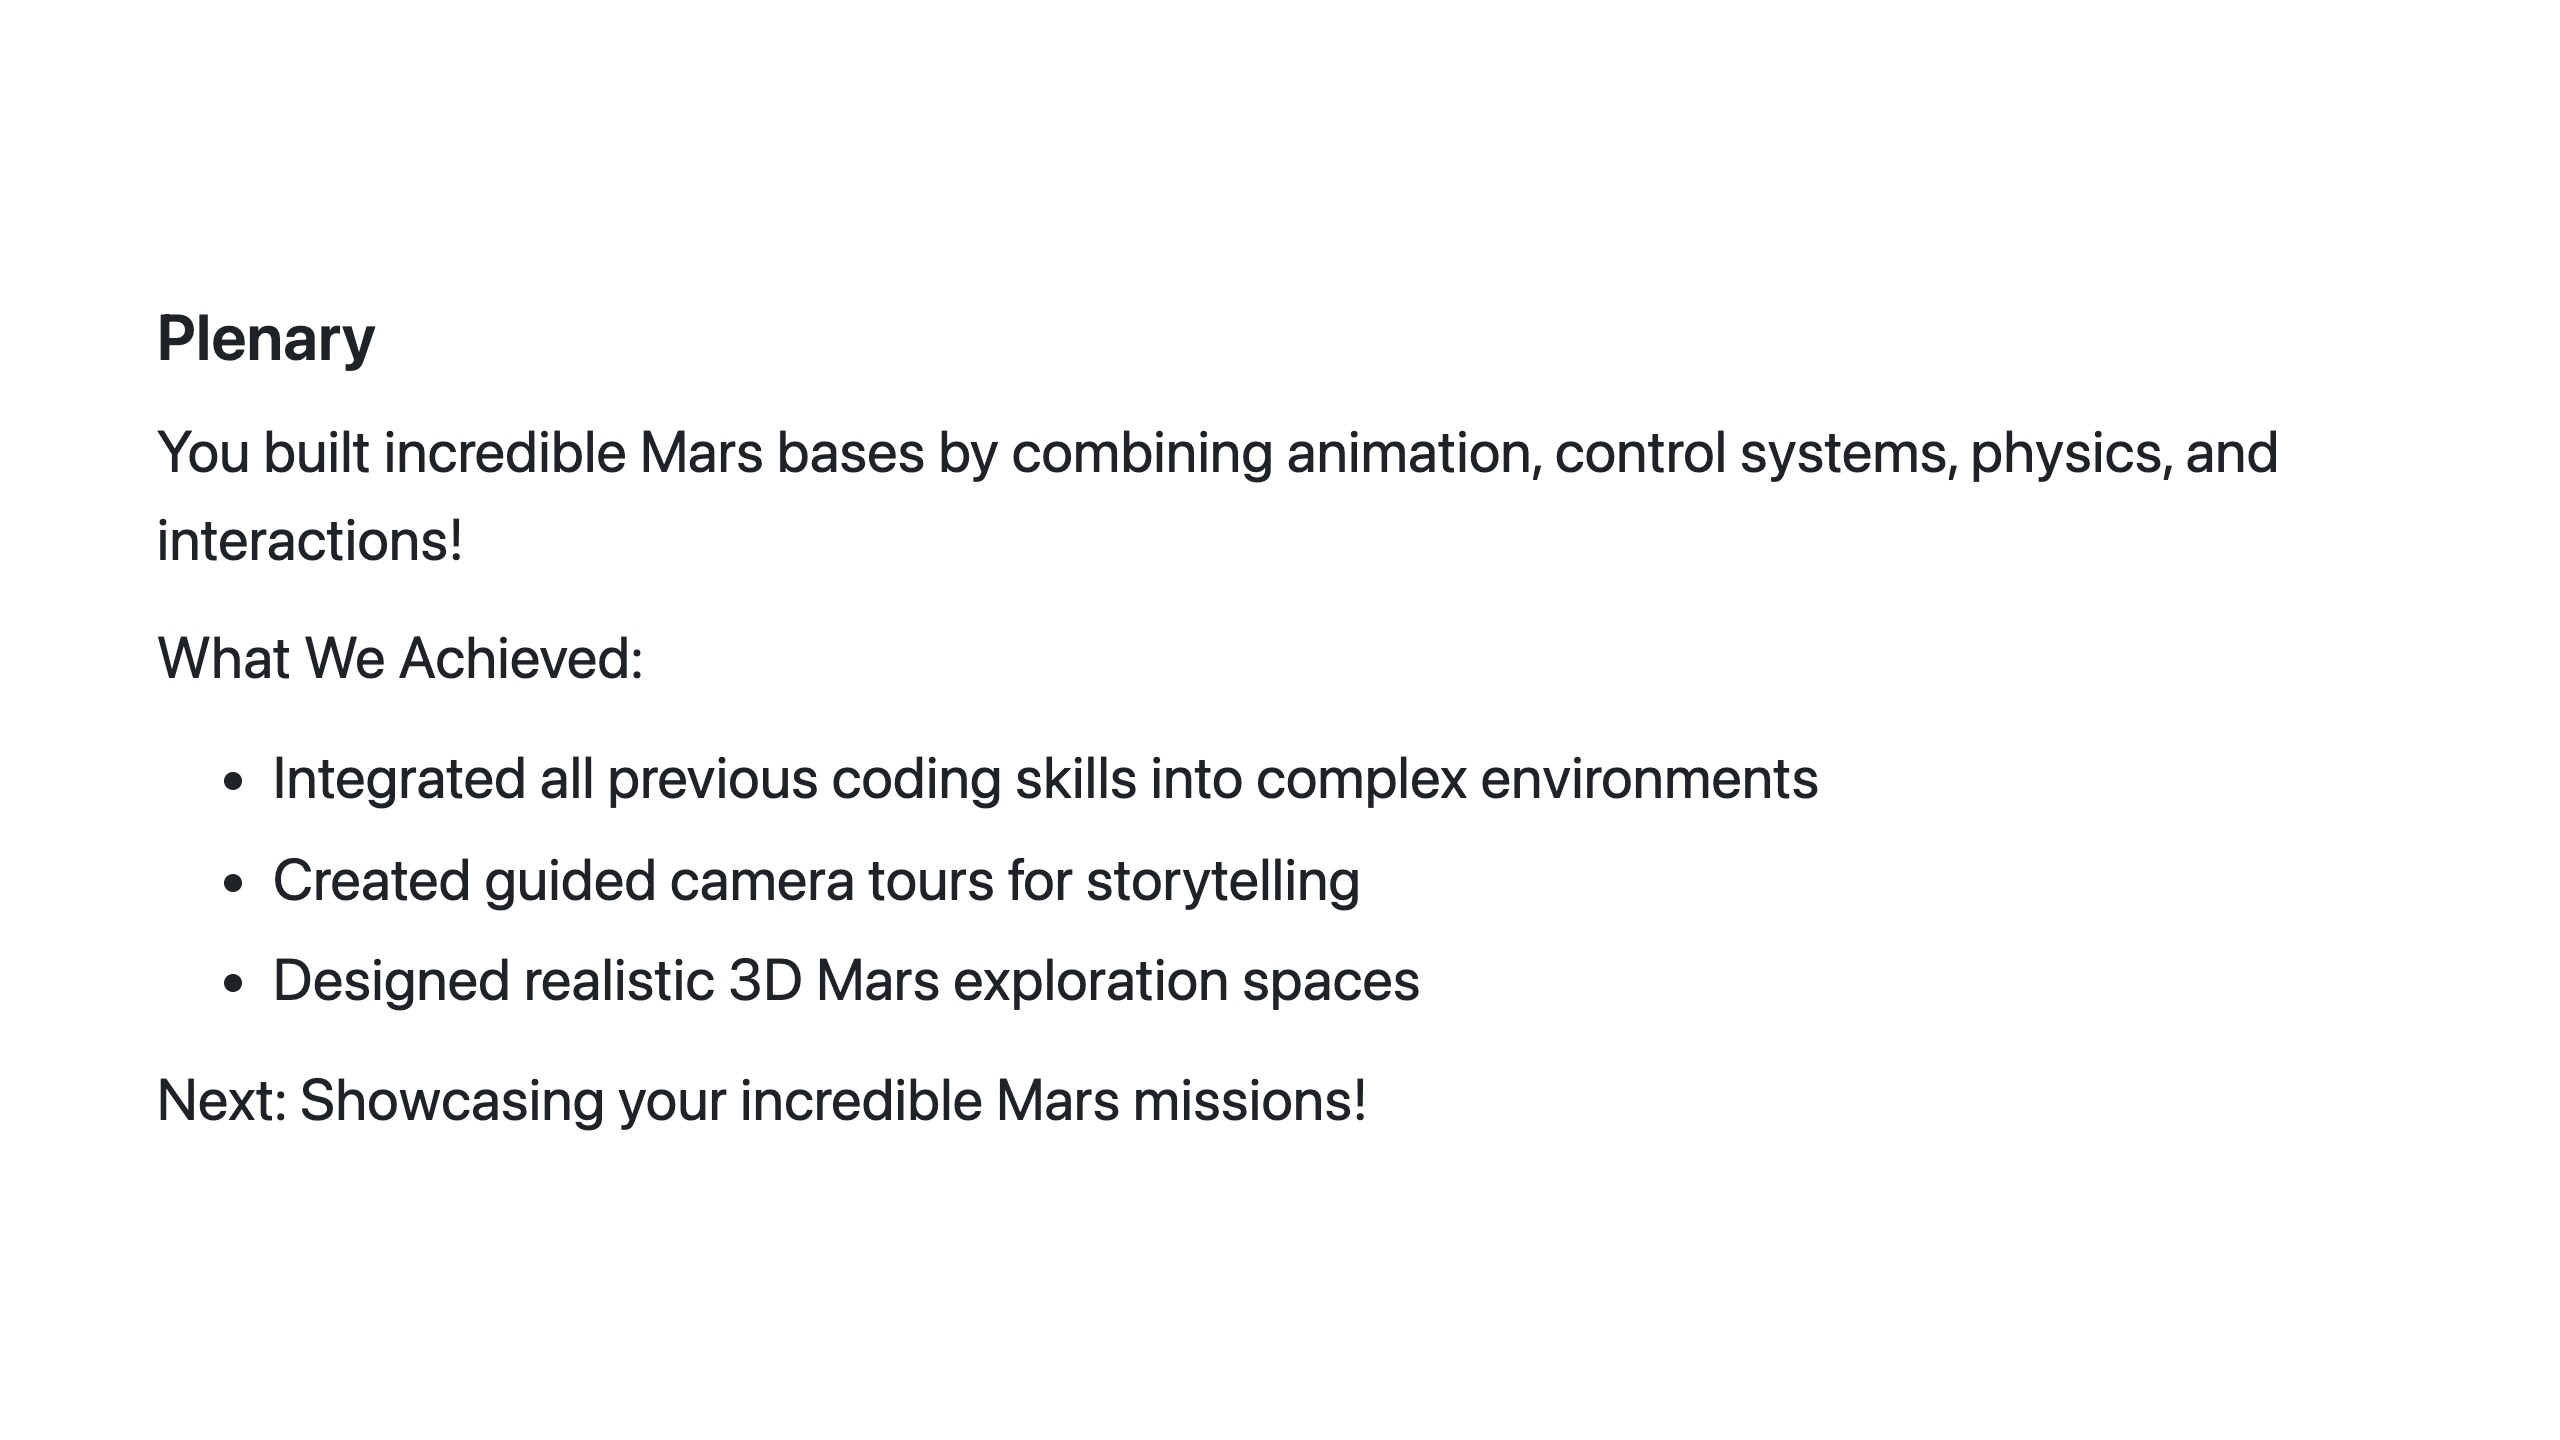 Plenary
You built incredible Mars bases by combining animation, control systems, physics, and
interactions!
What We Achieved:
• Integrated all previous coding skills into complex environments
• Created guided camera tours for storytelling
• Designed realistic 3D Mars exploration spaces
Next: Showcasing your incredible Mars missions!